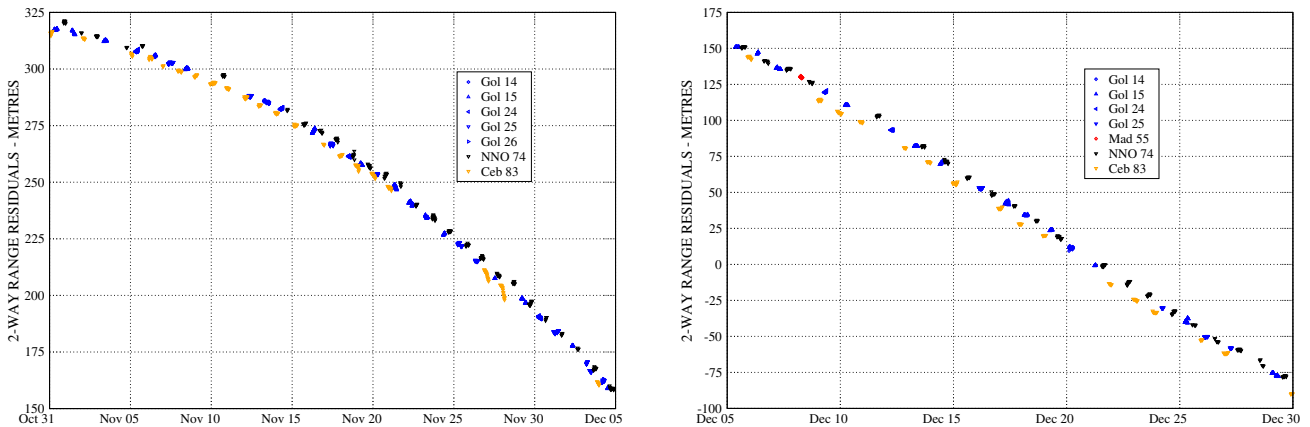 2-WAY RANGE RESIDUALS - METRES
325
300
275
250
225
200
175
150
Oct 31
Nov 05
Nov 10
Nov 15
Nov 20
Nov 25
Nov 30
Dec 05
Gol 14
Gol 15
Gol 24
Gol 25
Gol 26
NNO 74
Ceb 83
2-WAY RANGE RESIDUALS - METRES
175
150
125
100
75
50
25
0
-25
-50
-75
-100
Dec 05
Dec 10
Dec 15
Dec 20
Dec 25
Dec 30
Gol 14
Gol 15
Gol 24
Gol 25
Mad 55
NNO 74
Ceb 83